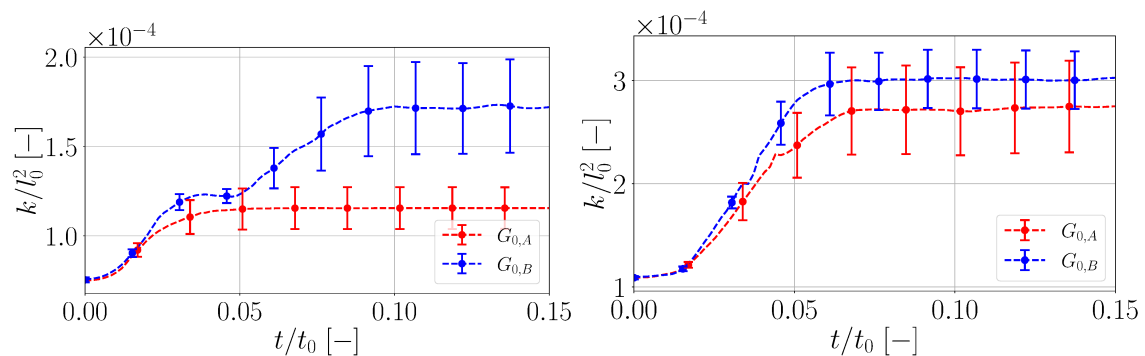 ×10⁻⁴
2.0
1.5
1.0
k/l₀² [−]
0.00 0.05 0.10 0.15
t/t₀ [−]
G₀,A
G₀,B
×10⁻⁴
3
2
1
k/l₀² [−]
0.00 0.05 0.10 0.15
t/t₀ [−]
G₀,A
G₀,B